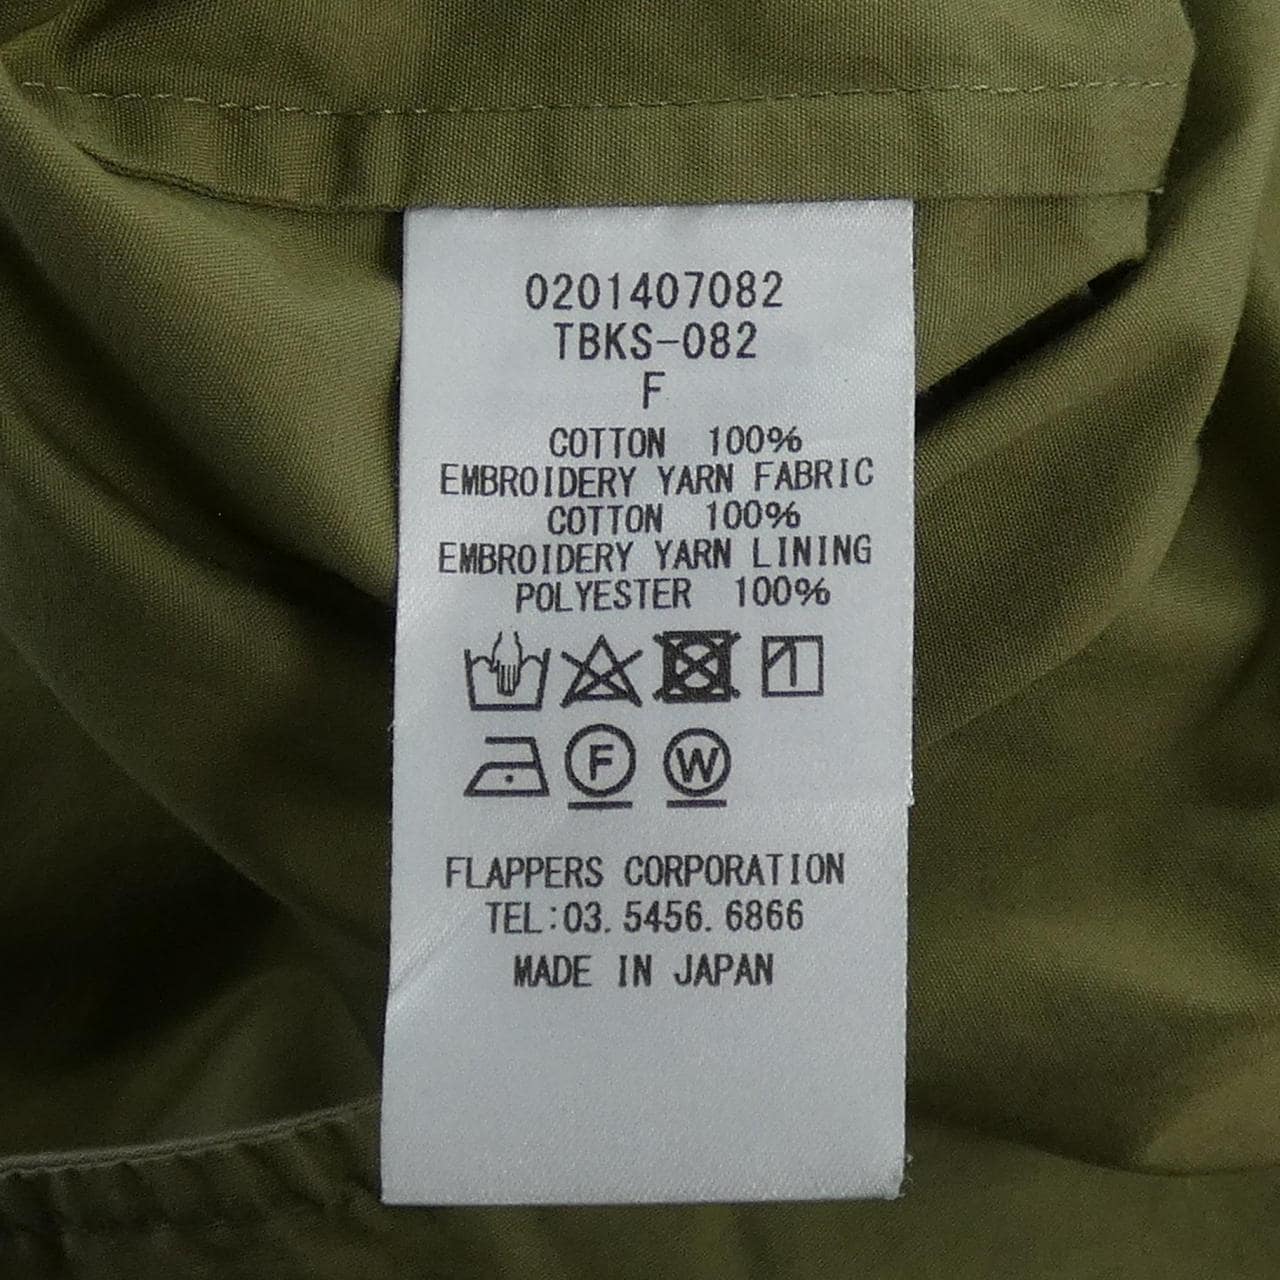 0201407082
TBKS-082
F
COTTON 100%
EMBROIDERY YARN FABRIC
COTTON 100%
EMBROIDERY YARN LINING
POLYESTER 100%
F W
FLAPPERS CORPORATION
TEL:03.5456.6866
MADE IN JAPAN